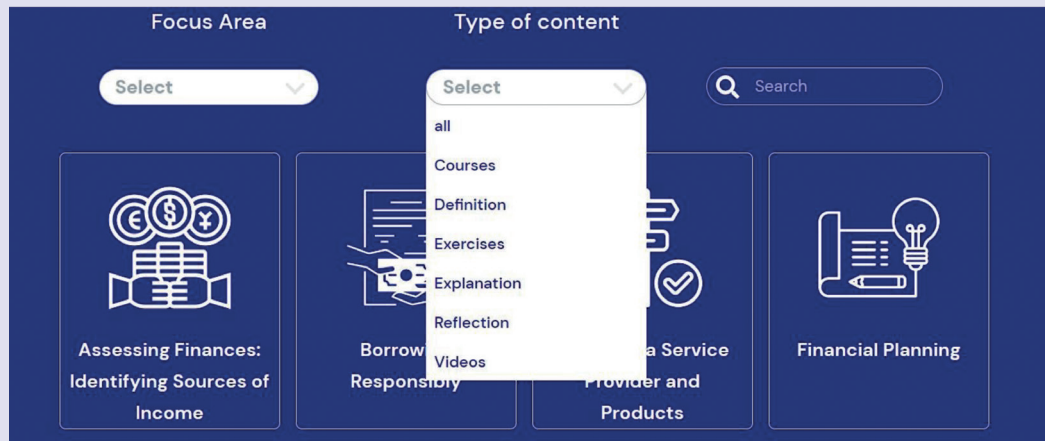 Focus Area
Type of content
Select
Select
Search
all
Courses
Definition
Exercises
Explanation
Reflection
Videos
Assessing Finances:
Identifying Sources of
Income
Responsibly
a Service
Provider and
Products
Financial Planning